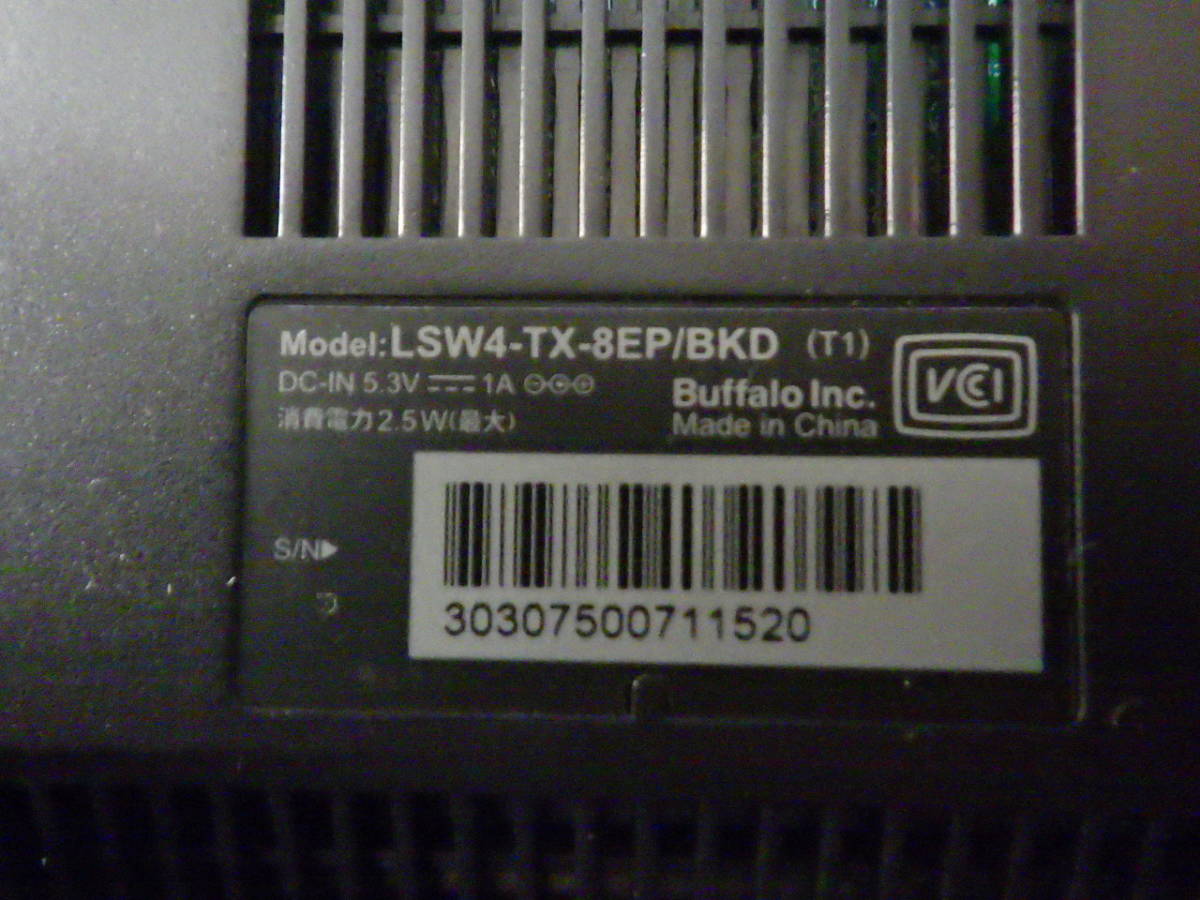 Model:LSW4-TX-8EP/BKD (T1)
DC-IN 5.3V ⎓ 1A
消費電力2.5W(最大)
Buffalo Inc.
Made in China
VCCI
S/N▶
30307500711520